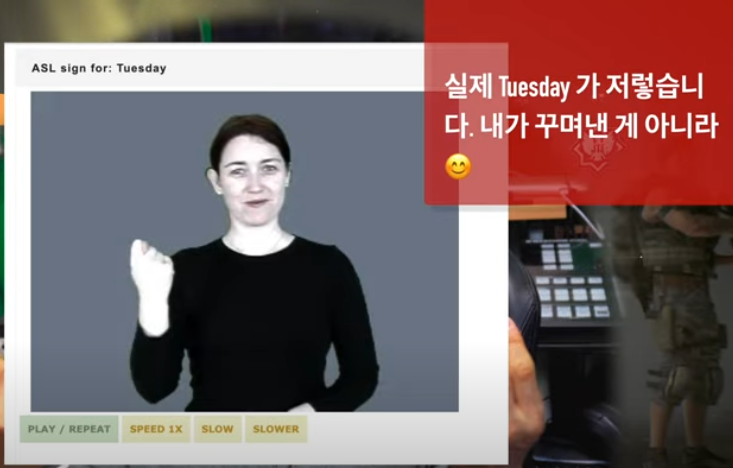 ASL sign for: Tuesday
실제 Tuesday 가 저렇습니
다. 내가 꾸며낸 게 아니라
😊
PLAY / REPEAT SPEED 1X SLOW SLOWER